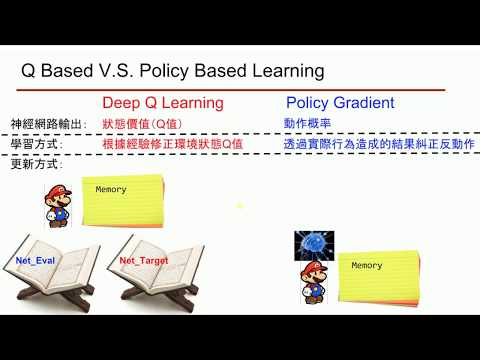 Q Based V.S. Policy Based Learning
Deep Q Learning
Policy Gradient
神經網路輸出:
狀態價值(Q值)
動作概率
學習方式:
根據經驗修正環境狀態Q值
透過實際行為造成的結果糾正反動作
更新方式:
Memory
Net_Eval
Net_Target
Memory